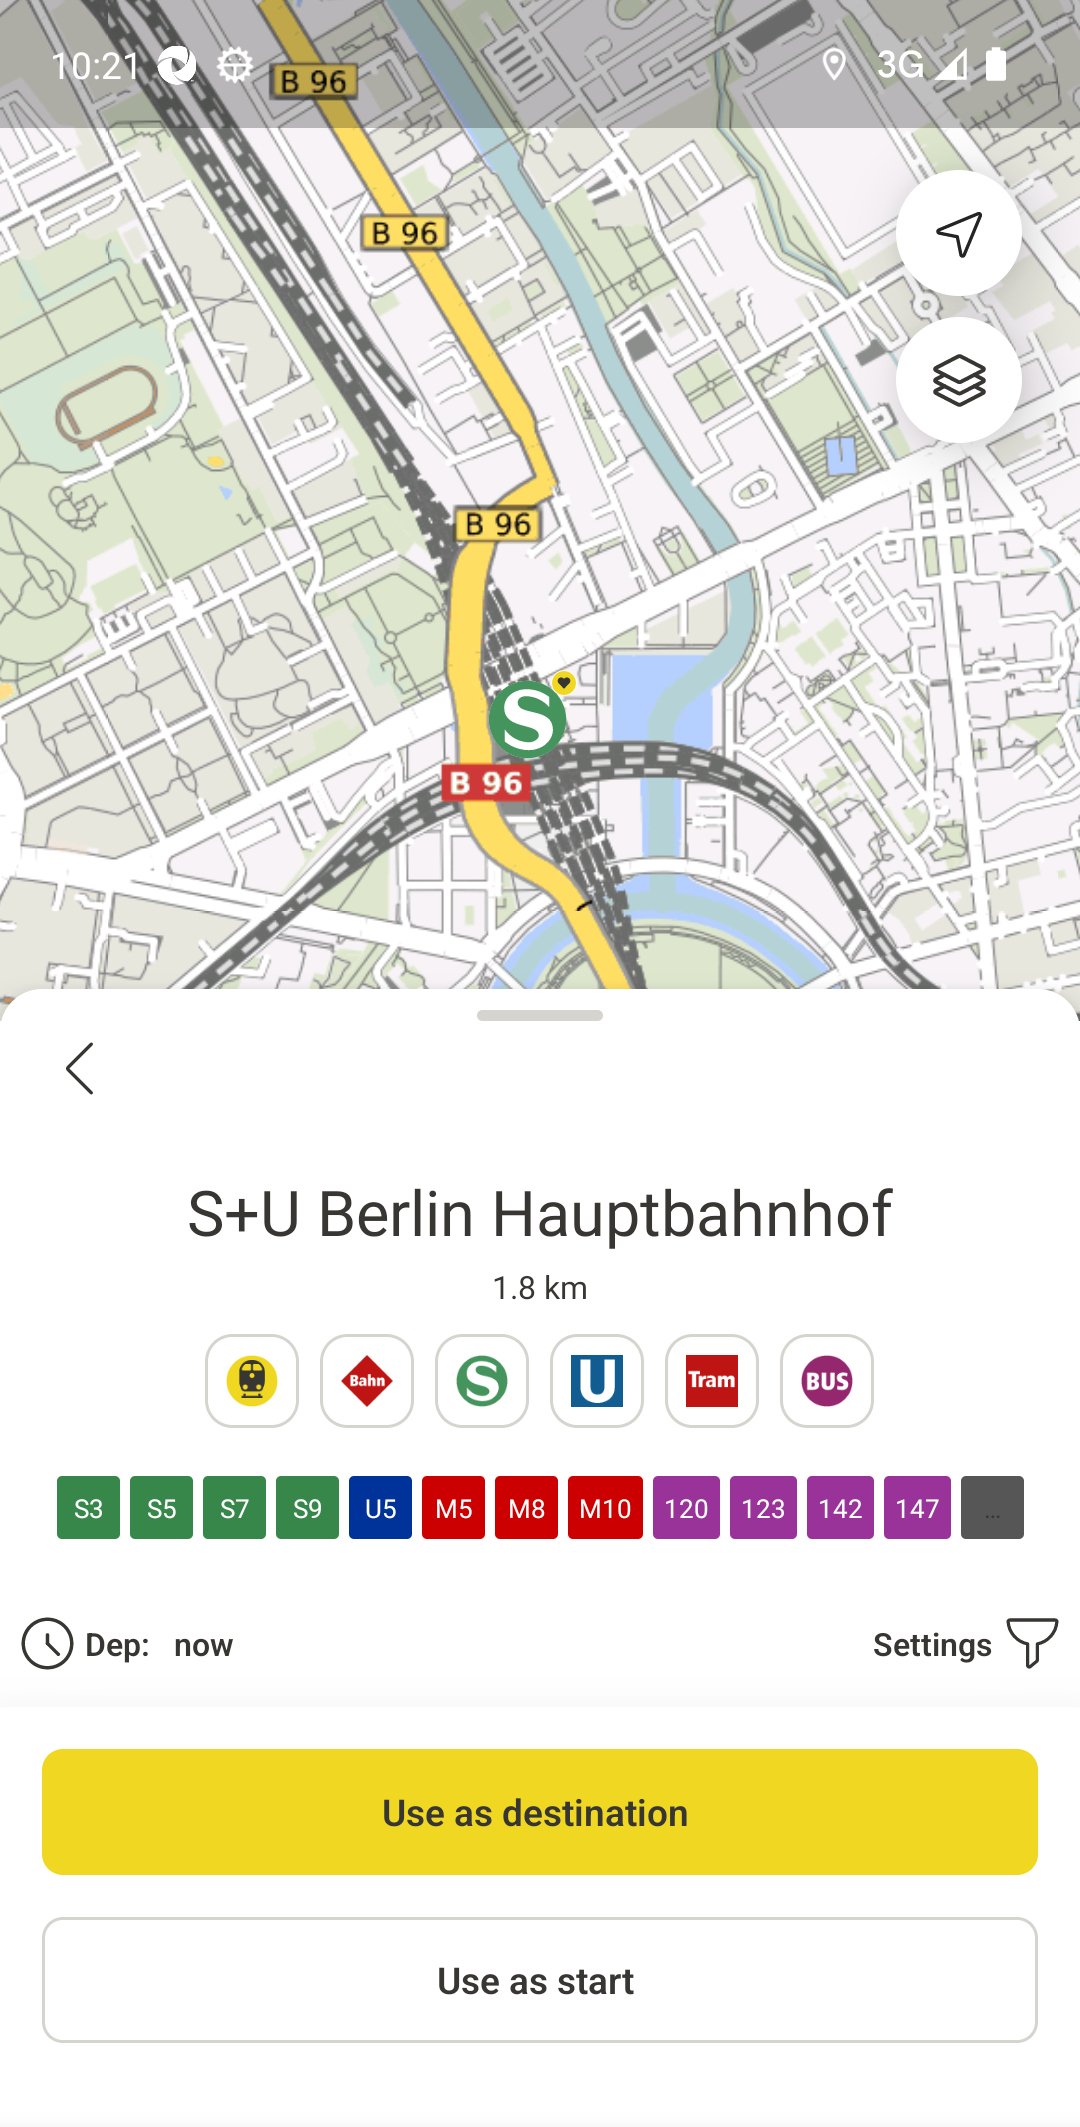 10:21
3G
B 96
B 96
B 96
S
B 96
S+U Berlin Hauptbahnhof
1.8 km
Bahn
S
U
Tram
BUS
S3 S5 S7 S9 U5 M5 M8 M10 120 123 142 147 ...
Dep: now
Settings
Use as destination
Use as start